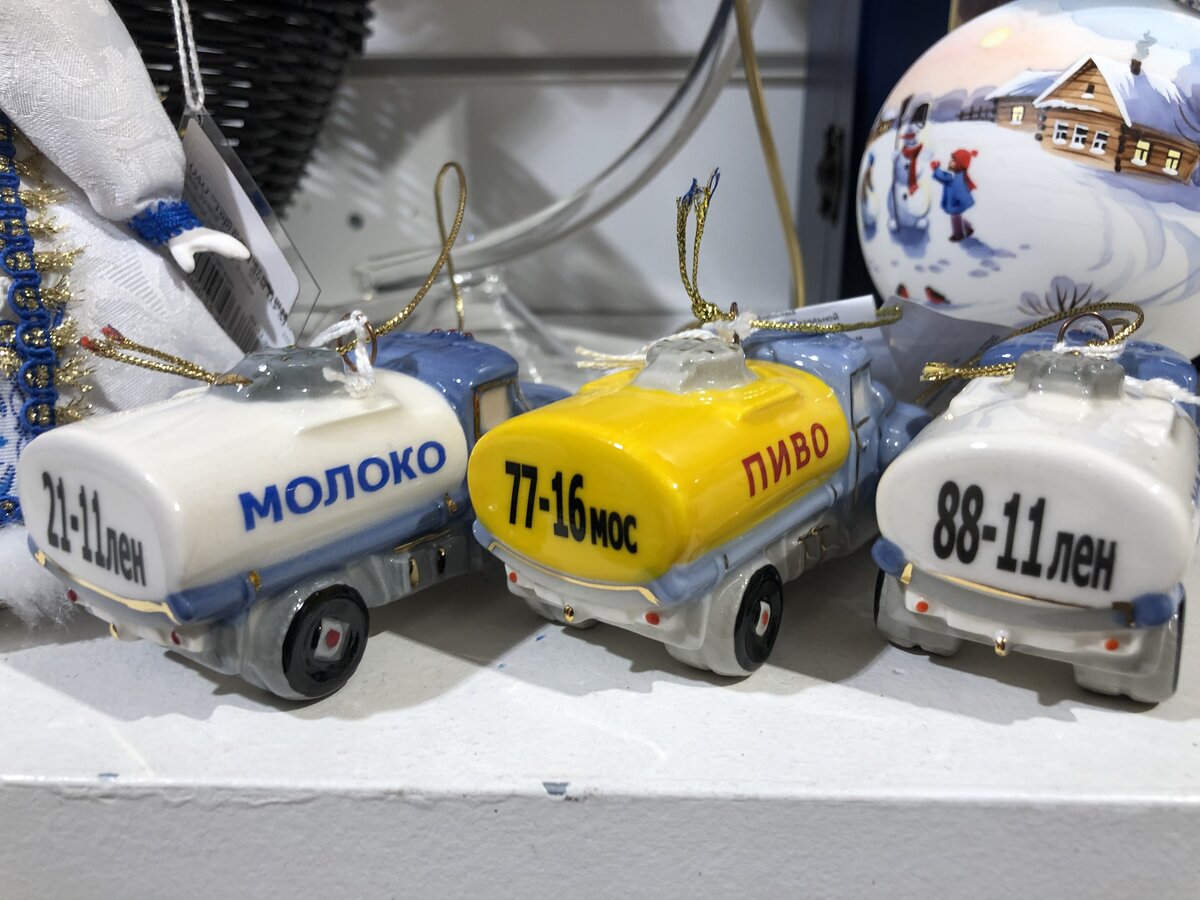 21-11лен
МОЛОКО
77-16мос
ПИВО
88-11лен